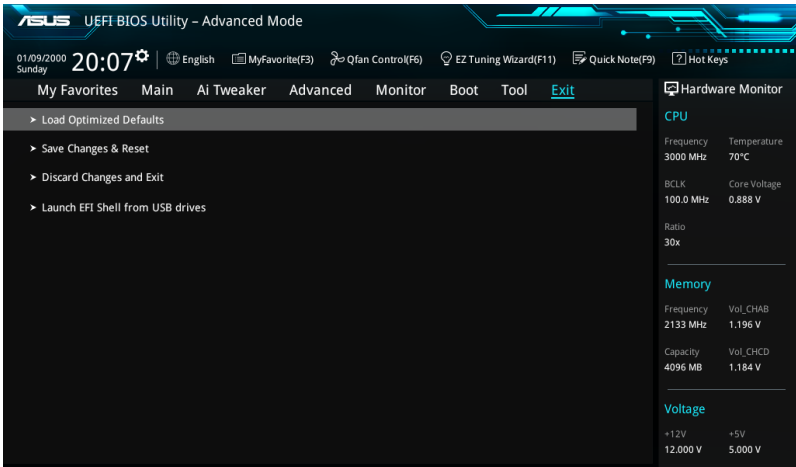 ASUS UEFI BIOS Utility – Advanced Mode
01/09/2000
Sunday
20:07
English
MyFavorite(F3)
Qfan Control(F6)
EZ Tuning Wizard(F11)
Quick Note(F9)
? Hot Keys
My Favorites Main Ai Tweaker Advanced Monitor Boot Tool Exit
Hardware Monitor
➤ Load Optimized Defaults
➤ Save Changes & Reset
➤ Discard Changes and Exit
➤ Launch EFI Shell from USB drives
CPU
Frequency Temperature
3000 MHz 70°C
BCLK Core Voltage
100.0 MHz 0.888 V
Ratio
30x
Memory
Frequency Vol_CHAB
2133 MHz 1.196 V
Capacity Vol_CHCD
4096 MB 1.184 V
Voltage
+12V +5V
12.000 V 5.000 V